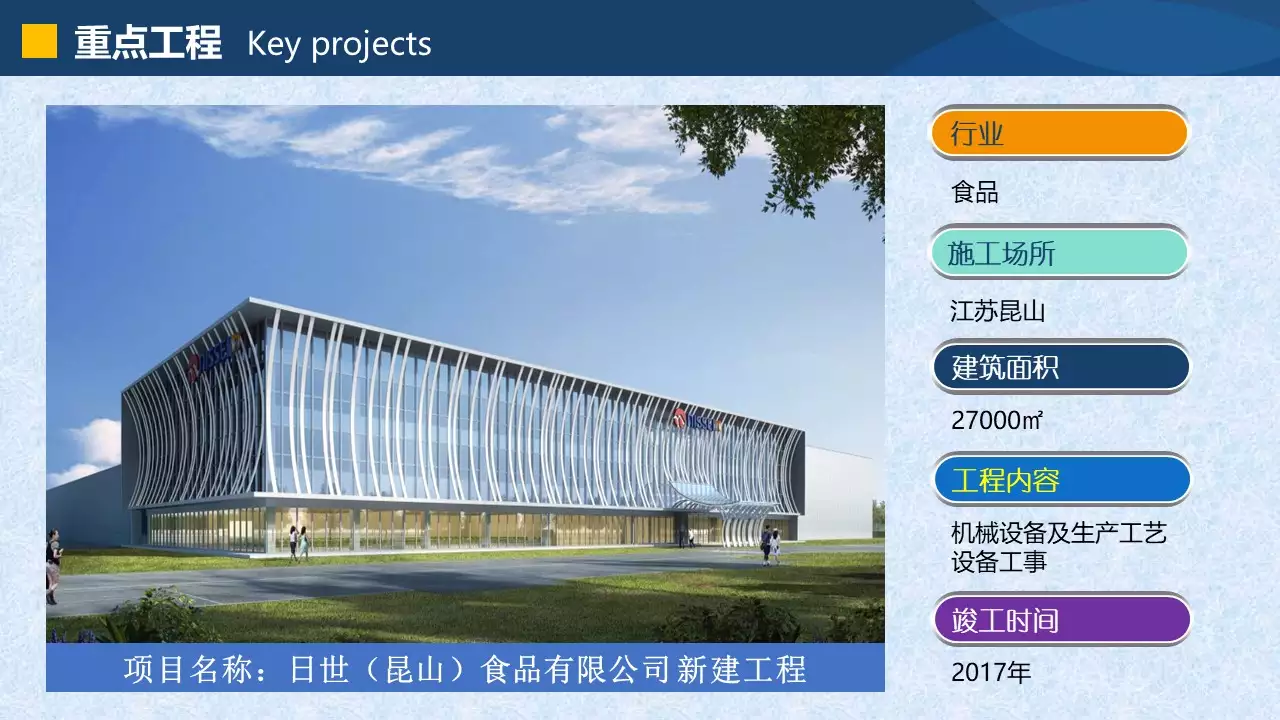 重点工程 Key projects
行业
食品
施工场所
江苏昆山
建筑面积
27000㎡
工程内容
机械设备及生产工艺
设备工事
竣工时间
2017年
nissei
项目名称：日世（昆山）食品有限公司新建工程